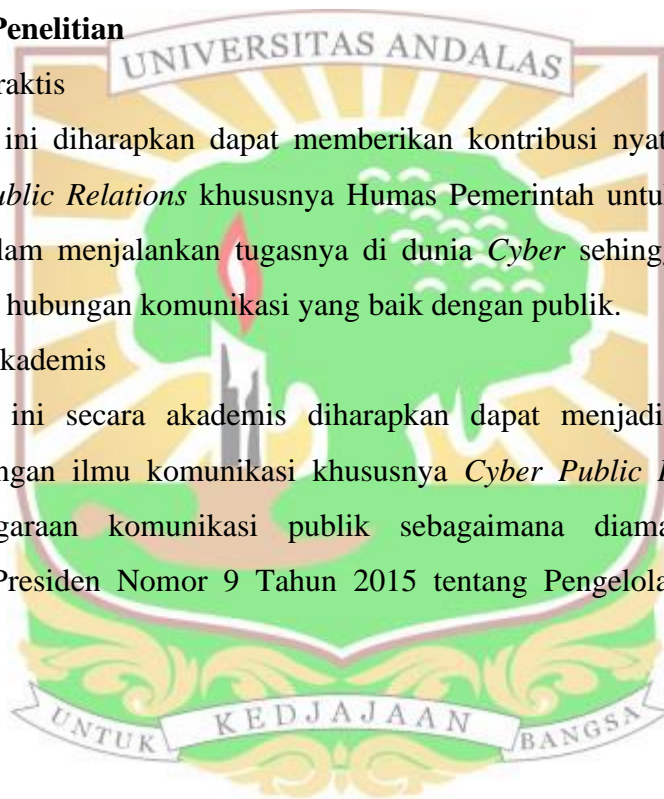 Penelitian
UNIVERSITAS ANDALAS
raktis
ini diharapkan dapat memberikan kontribusi nyat
ublic Relations khususnya Humas Pemerintah untuk
lam menjalankan tugasnya di dunia Cyber sehingg
hubungan komunikasi yang baik dengan publik.
kademis
ini secara akademis diharapkan dapat menjadi
ngan ilmu komunikasi khususnya Cyber Public
garaan komunikasi publik sebagaimana diama
Presiden Nomor 9 Tahun 2015 tentang Pengelola
UNTUK KEDJAJAAN BANGSA